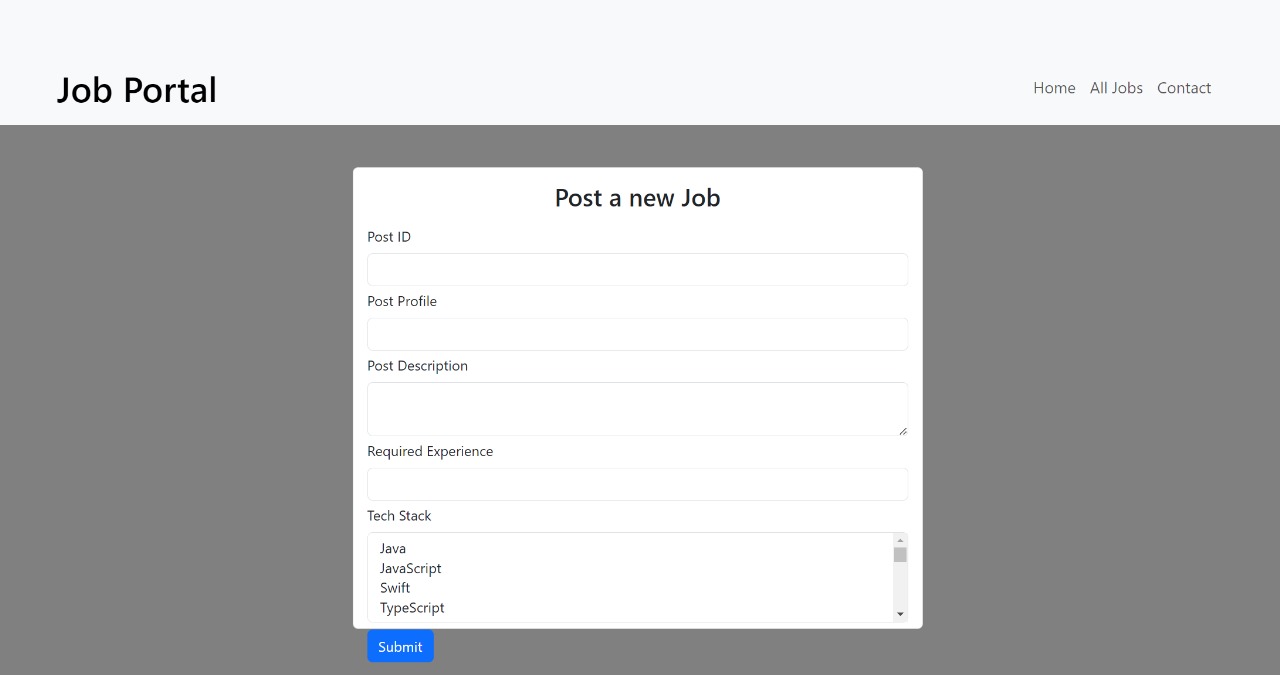 Job Portal
Home All Jobs Contact
Post a new Job
Post ID
Post Profile
Post Description
Required Experience
Tech Stack
Java
JavaScript
Swift
TypeScript
Submit